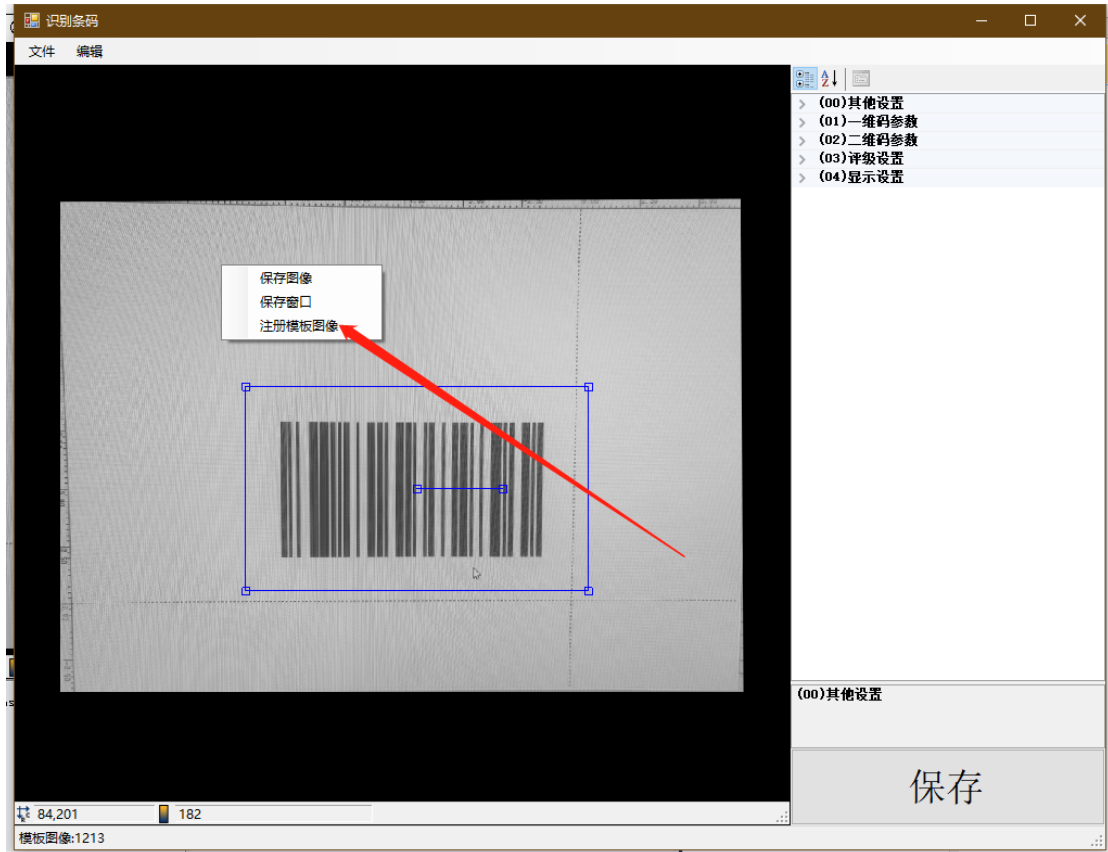 识别条码
文件 编辑
(00)其他设置
(01)一维码参数
(02)二维码参数
(03)评级设置
(04)显示设置
保存图像
保存窗口
注册模板图像
(00)其他设置
保存
84,201 182
模板图像:1213